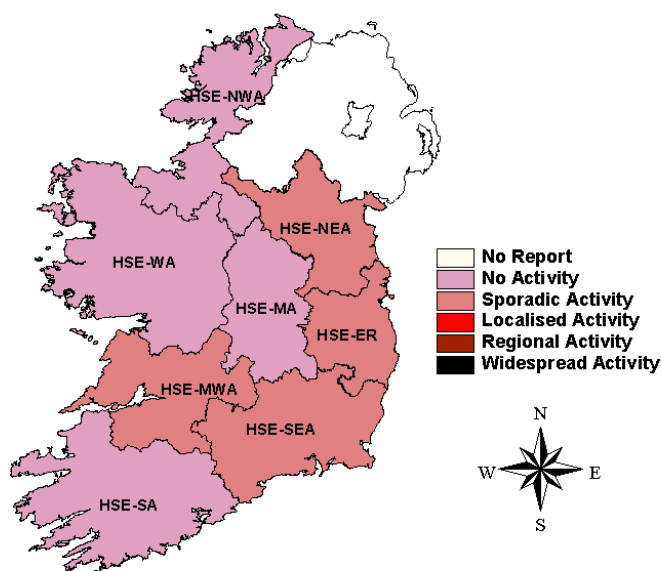 HSE-NWA
HSE-NEA
HSE-WA
HSE-MA
HSE-ER
HSE-MWA
HSE-SEA
HSE-SA
No Report
No Activity
Sporadic Activity
Localised Activity
Regional Activity
Widespread Activity
N
W
E
S